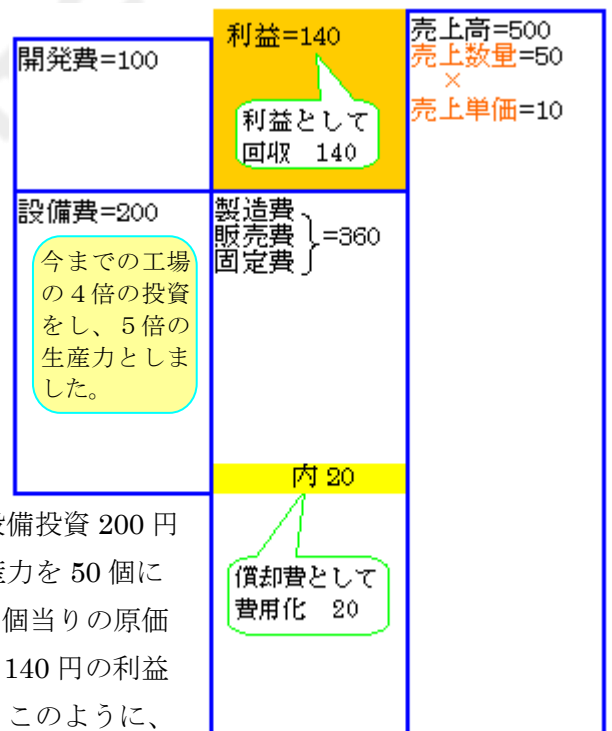 開発費=100
設備費=200
今までの工場
の４倍の投資
をし、５倍の
生産力としま
した。
利益=140
利益として
回収 140
製造費
販売費
固定費
=360
内 20
償却費として
費用化 20
売上高=500
売上数量=50
×
売上単価=10
設備投資 200 円
産力を 50 個に
個当りの原価
140 円の利益
このように、